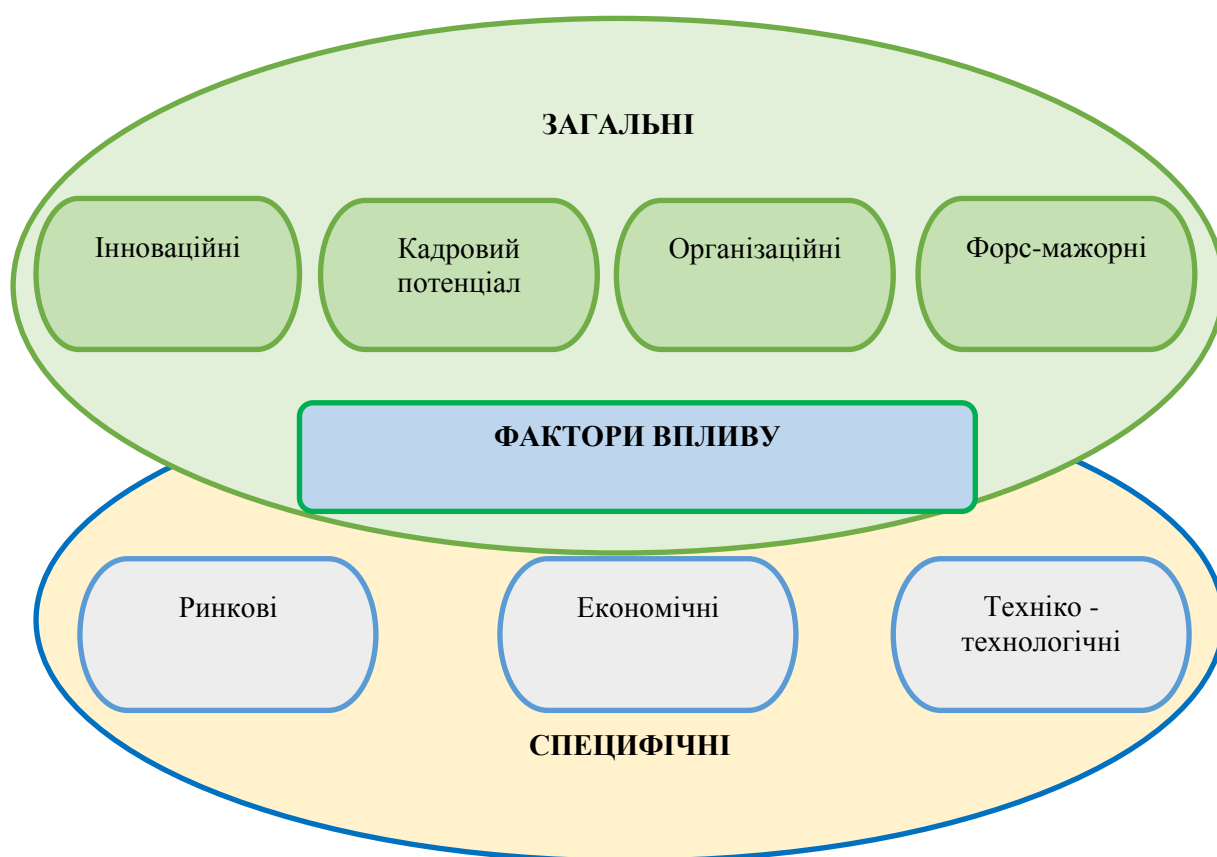 ЗАГАЛЬНІ
Інноваційні
Кадровий
потенціал
Організаційні
Форс-мажорні
ФАКТОРИ ВПЛИВУ
Ринкові
Економічні
Техніко -
технологічні
СПЕЦИФІЧНІ